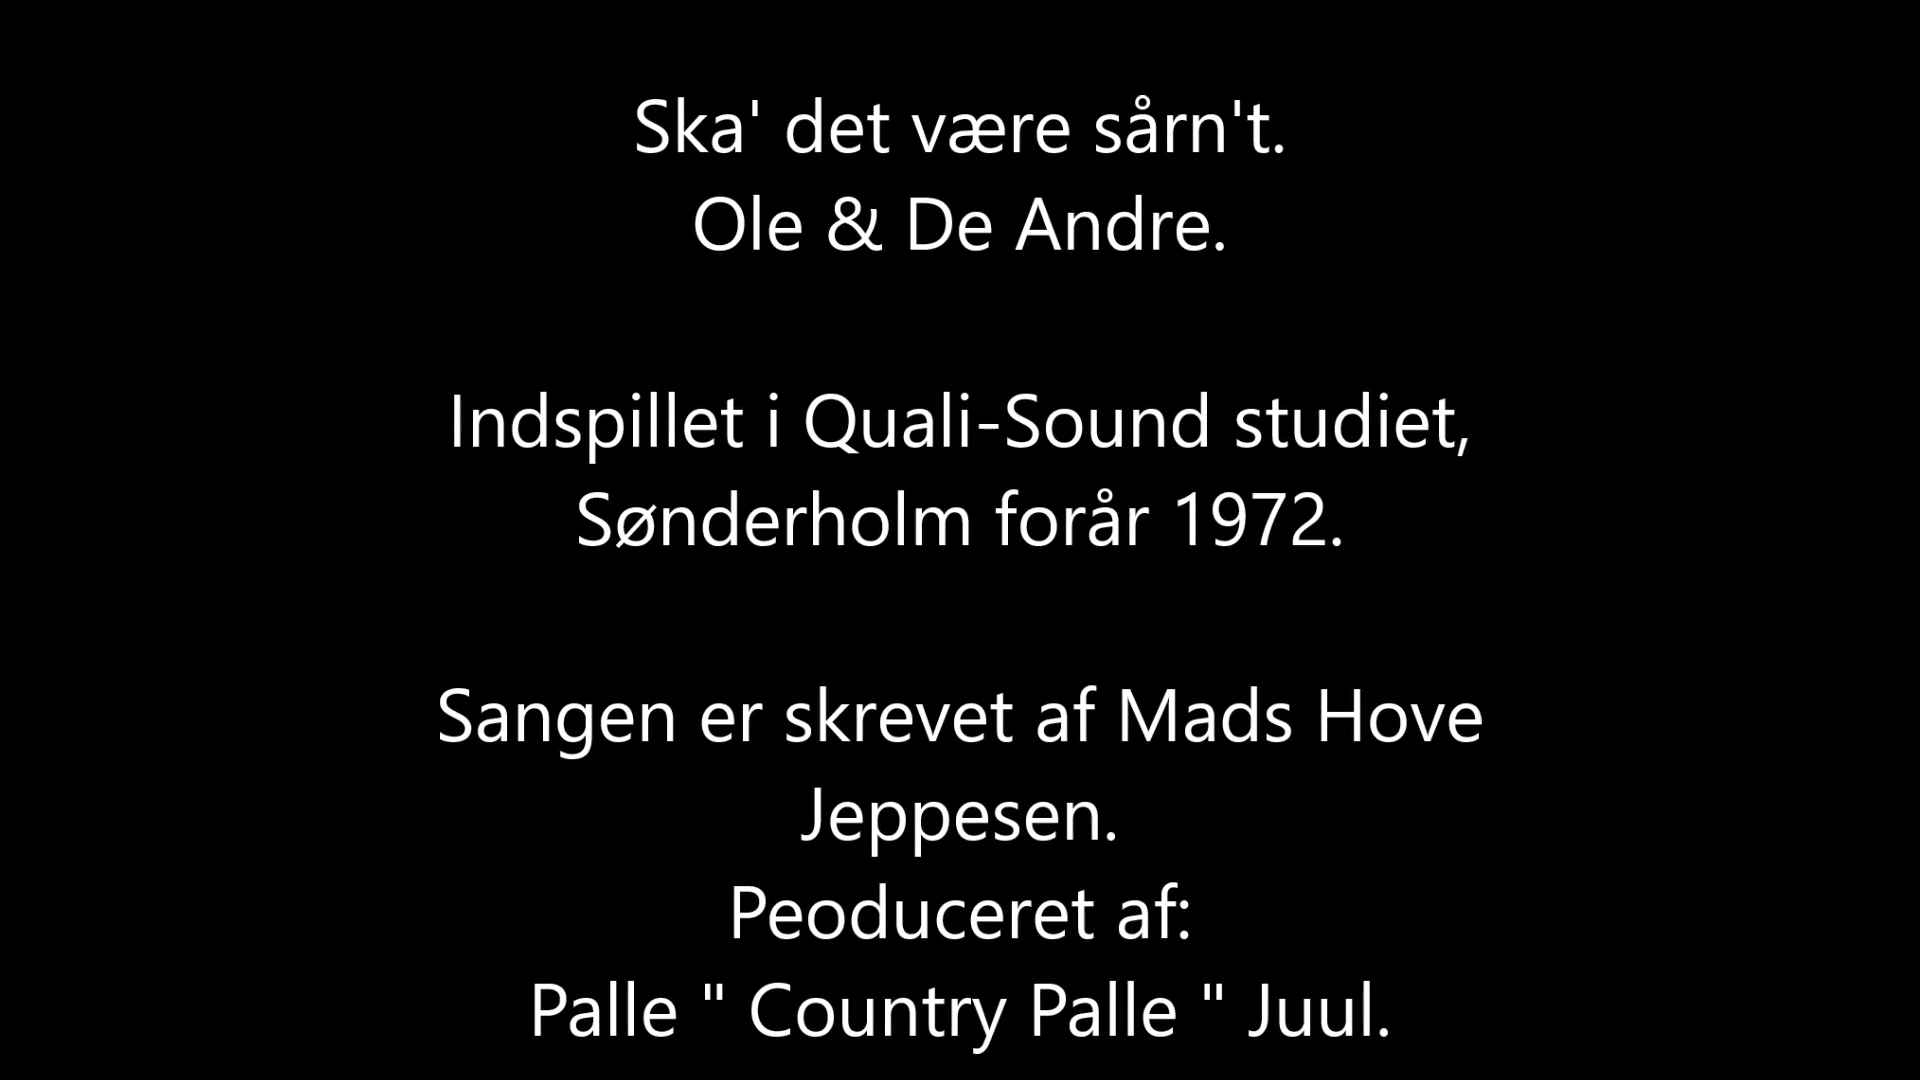 Ska' det være sårn't.
Ole & De Andre.
Indspillet i Quali-Sound studiet,
Sønderholm forår 1972.
Sangen er skrevet af Mads Hove
Jeppesen.
Peoduceret af:
Palle " Country Palle " Juul.